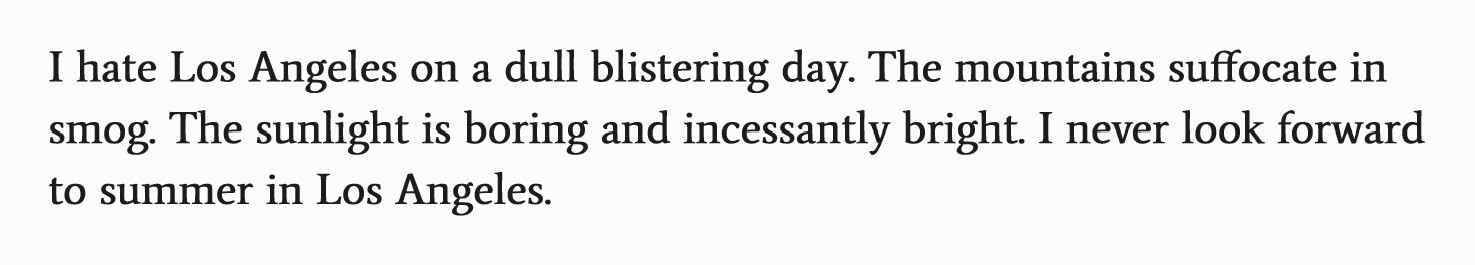 I hate Los Angeles on a dull blistering day. The mountains suffocate in
smog. The sunlight is boring and incessantly bright. I never look forward
to summer in Los Angeles.